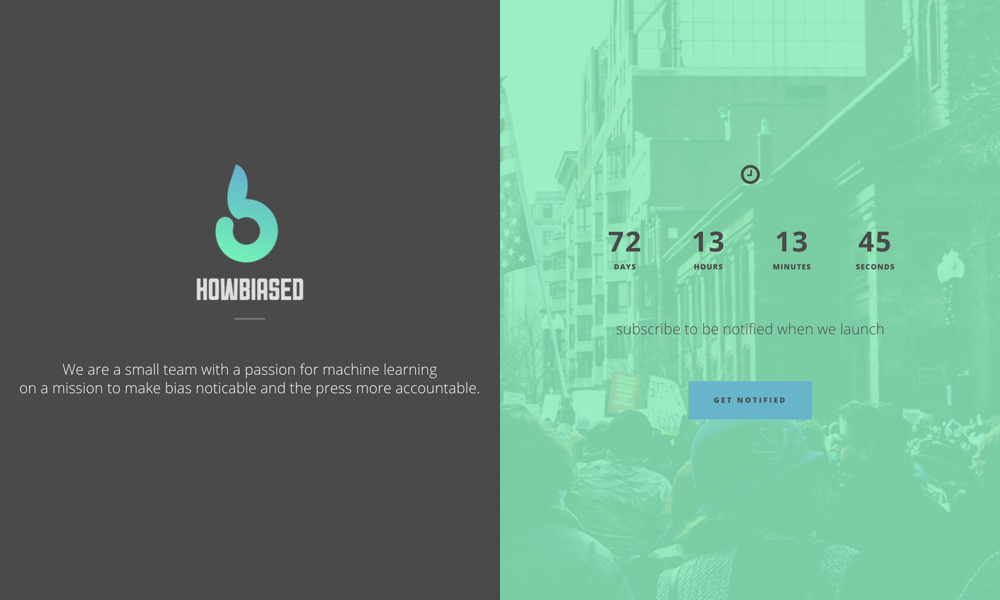 HOWBIASED
We are a small team with a passion for machine learning
on a mission to make bias noticable and the press more accountable.
72 13 13 45
DAYS HOURS MINUTES SECONDS
subscribe to be notified when we launch
GET NOTIFIED